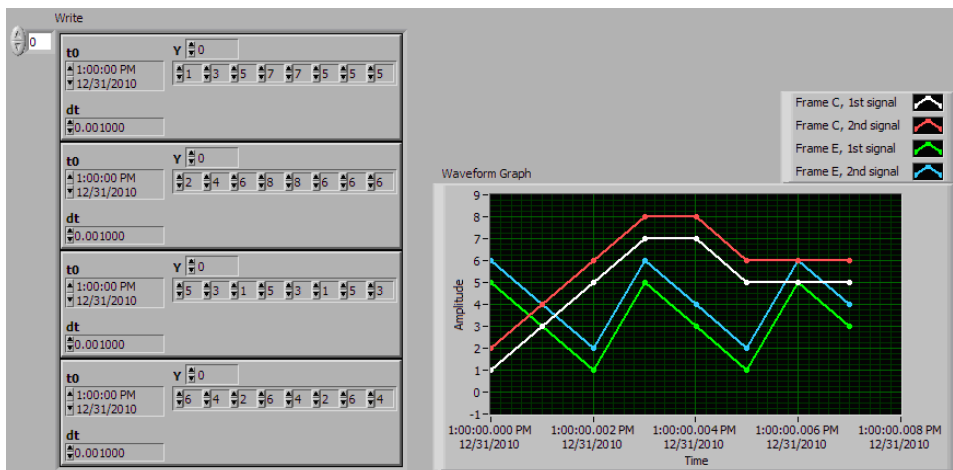 Write
0
t0
Y 0
1:00:00 PM
12/31/2010
1 3 5 7 7 5 5 5
dt
0.001000
t0
Y 0
1:00:00 PM
12/31/2010
2 4 6 8 8 6 6 6
dt
0.001000
t0
Y 0
1:00:00 PM
12/31/2010
5 3 1 5 3 1 5 3
dt
0.001000
t0
Y 0
1:00:00 PM
12/31/2010
6 4 2 6 4 2 6 4
dt
0.001000
Frame C, 1st signal
Frame C, 2nd signal
Frame E, 1st signal
Frame E, 2nd signal
Waveform Graph
Amplitude
9
8
7
6
5
4
3
2
1
0
-1
1:00:00.000 PM 1:00:00.002 PM 1:00:00.004 PM 1:00:00.006 PM 1:00:00.008 PM
12/31/2010 12/31/2010 12/31/2010 12/31/2010 12/31/2010
Time